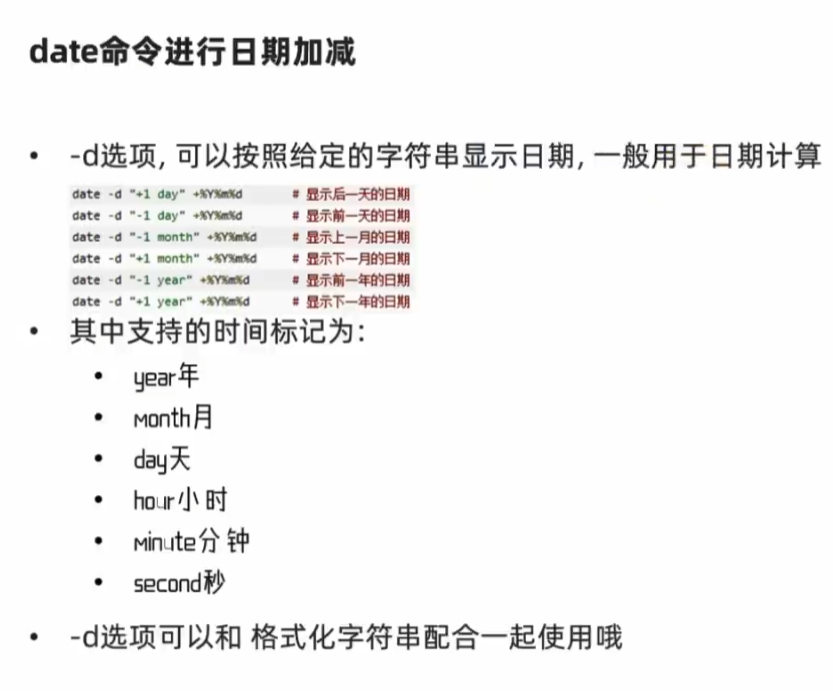 date命令进行日期加减
• -d选项, 可以按照给定的字符串显示日期, 一般用于日期计算
date -d "+1 day" +%Y%m%d # 显示后一天的日期
date -d "-1 day" +%Y%m%d # 显示前一天的日期
date -d "-1 month" +%Y%m%d # 显示上一月的日期
date -d "+1 month" +%Y%m%d # 显示下一月的日期
date -d "-1 year" +%Y%m%d # 显示前一年的日期
date -d "+1 year" +%Y%m%d # 显示下一年的日期
• 其中支持的时间标记为:
• year年
• month月
• day天
• hour小时
• minute分钟
• second秒
• -d选项可以和 格式化字符串配合一起使用哦